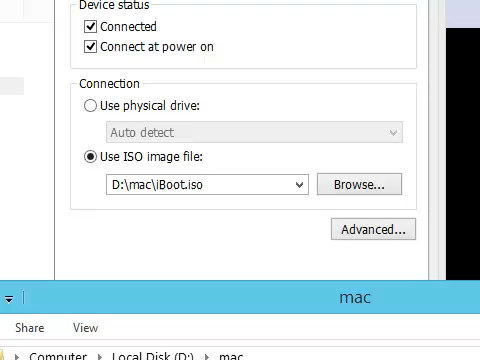 Device status
Connected
Connect at power on
Connection
Use physical drive:
Auto detect
Use ISO image file:
D:\mac\iBoot.iso Browse...
Advanced...
mac
Share View
Computer Local Disk (D:) mac